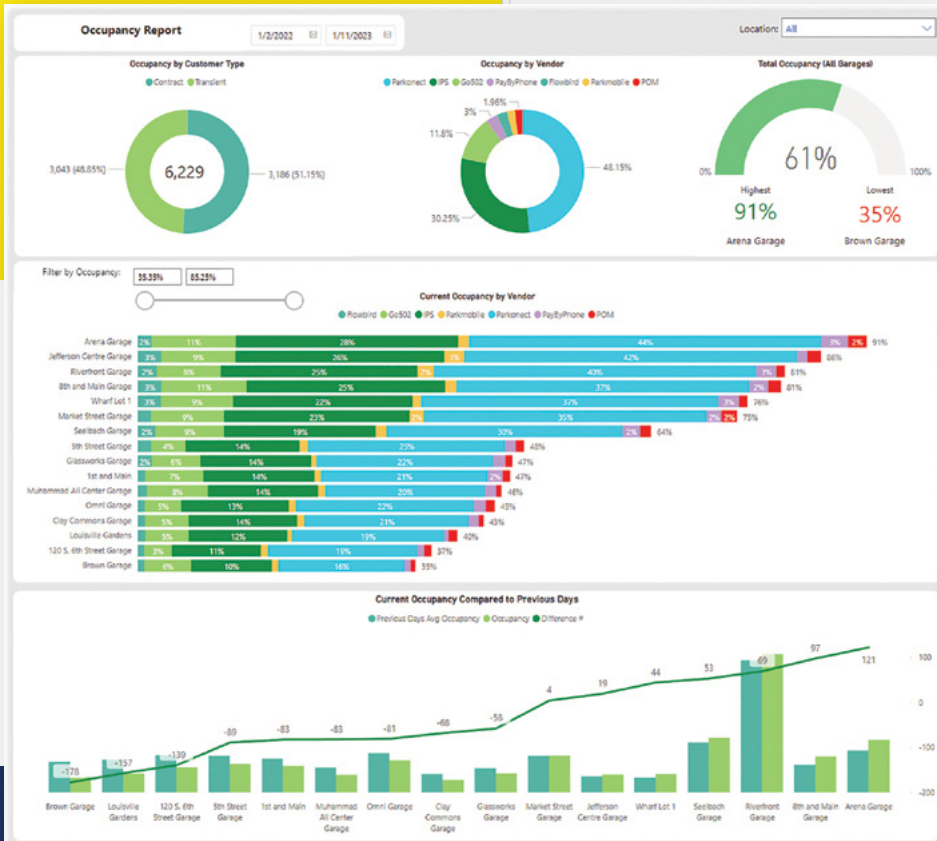 Occupancy Report
1/2/2022
1/11/2023
Location: All
Occupancy by Customer Type
Contract Transient
3,043 (48.85%)
6,229
3,186 (51.15%)
Occupancy by Vendor
Parkonect IPS Go502 PayByPhone Flowbird Parkmobile POM
1.96%
3%
11.8%
30.25%
48.15%
Total Occupancy (All Garages)
0%
61%
100%
Highest
91%
Arena Garage
Lowest
35%
Brown Garage
Filter by Occupancy:
35.35%
Current Occupancy by Vendor
Flowbird Go502 IPS Parkmobile Parkonect PayByPhone POM
Arena Garage 2% 11% 28% 44% 3% 2% 91%
Jefferson Centre Garage 3% 9% 26% 42% 86%
Riverfront Garage 2% 8% 25% 2% 40% 3% 81%
8th and Main Garage 3% 11% 25% 37% 2% 81%
Wharf Lot 1 3% 9% 22% 37% 3% 76%
Market Street Garage 9% 23% 2% 35% 2% 2% 75%
Seelbach Garage 2% 9% 19% 30% 2% 64%
5th Street Garage 4% 14% 25% 48%
Glassworks Garage 2% 6% 14% 22% 47%
1st and Main 7% 14% 21% 2% 47%
Muhammad Ali Center Garage 8% 14% 20% 46%
Omni Garage 5% 13% 22% 43%
Clay Commons Garage 5% 14% 21% 43%
Louisville Gardens 5% 12% 19% 40%
120 S. 6th Street Garage 3% 11% 19% 37%
Brown Garage 6% 10% 16% 35%
Current Occupancy Compared to Previous Days
Previous Days Avg Occupancy Occupancy Difference #
-178
-157
-139
-89
-83
-83
-81
-68
-58
4
19
44
53
69
97
121
100
0
-100
-200
Brown Garage
Louisville
Gardens
120 S. 6th
Street Garage
5th Street
Garage
1st and Main
Muhammad
Ali Center
Garage
Omni Garage
Clay
Commons
Garage
Glassworks
Garage
Market Street
Garage
Jefferson
Centre Garage
Wharf Lot 1
Seelbach
Garage
Riverfront
Garage
8th and Main
Garage
Arena Garage